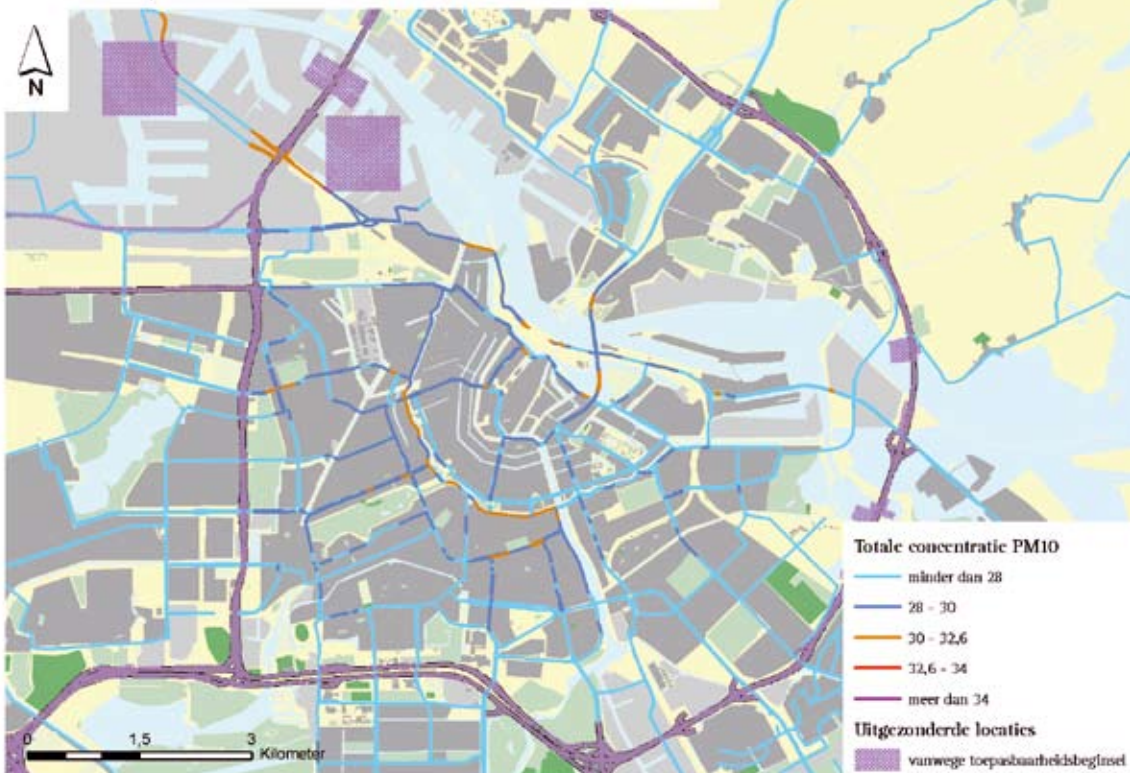 N
Totale concentratie PM10
minder dan 28
28 - 30
30 - 32,6
32,6 - 34
meer dan 34
Uitgezonderde locaties
vanwege toepasbaarheidsbeginsel
0 1,5 3
Kilometer